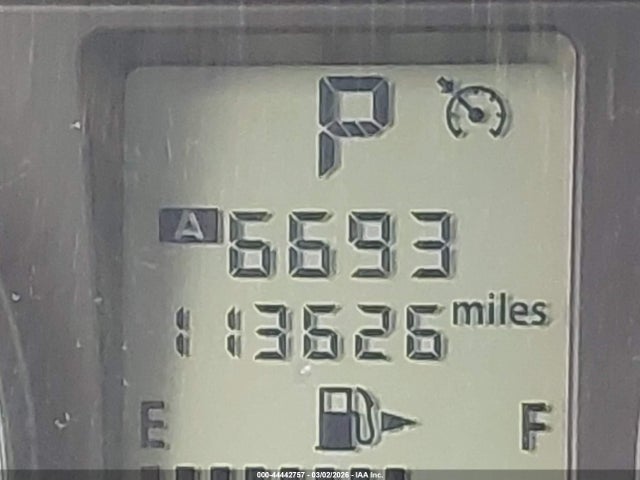 P
A 6693
113626 miles
E F
000-44442757 - 03/02/2026 - IAA Inc.